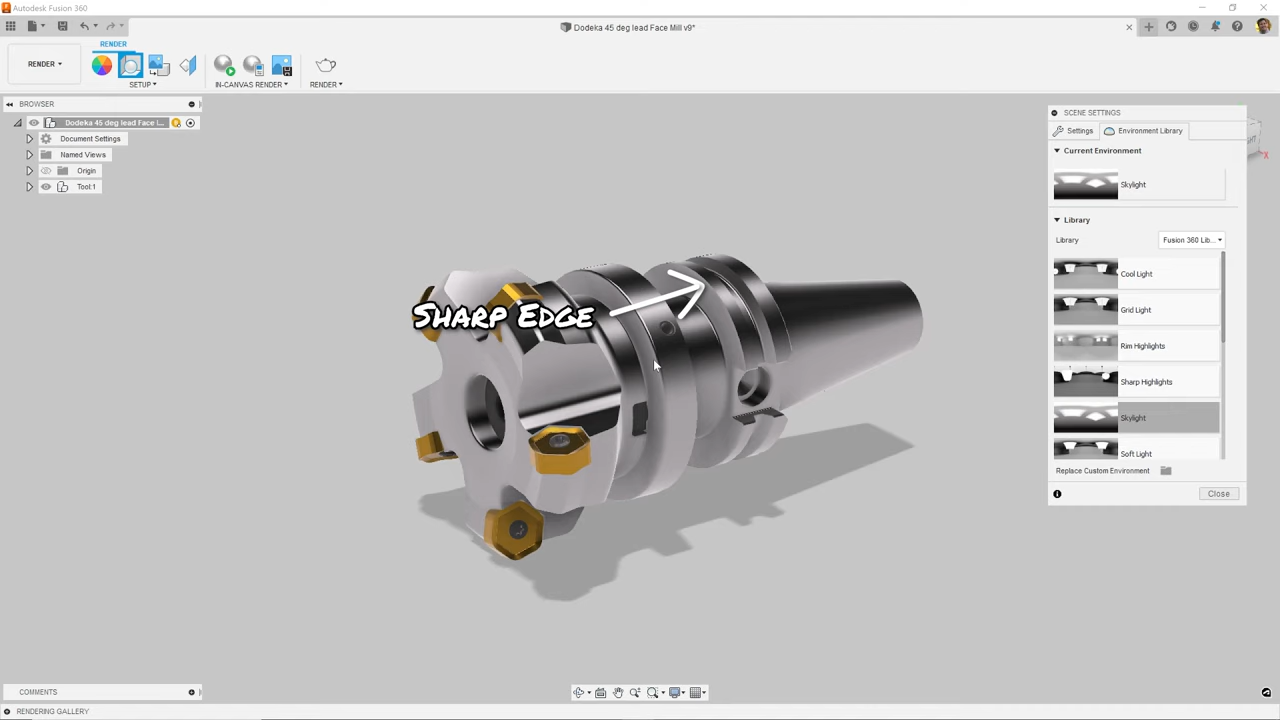 Autodesk Fusion 360
Dodeka 45 deg lead Face Mill v9*
RENDER
RENDER
SETUP
IN-CANVAS RENDER
RENDER
BROWSER
Dodeka 45 deg lead Face i...
Document Settings
Named Views
Origin
Tool:1
Sharp Edge
SCENE SETTINGS
Settings
Environment Library
Current Environment
Skylight
Library
Library
Fusion 360 Lib...
Cool Light
Grid Light
Rim Highlights
Sharp Highlights
Skylight
Soft Light
Replace Custom Environment
Close
X
COMMENTS
RENDERING GALLERY